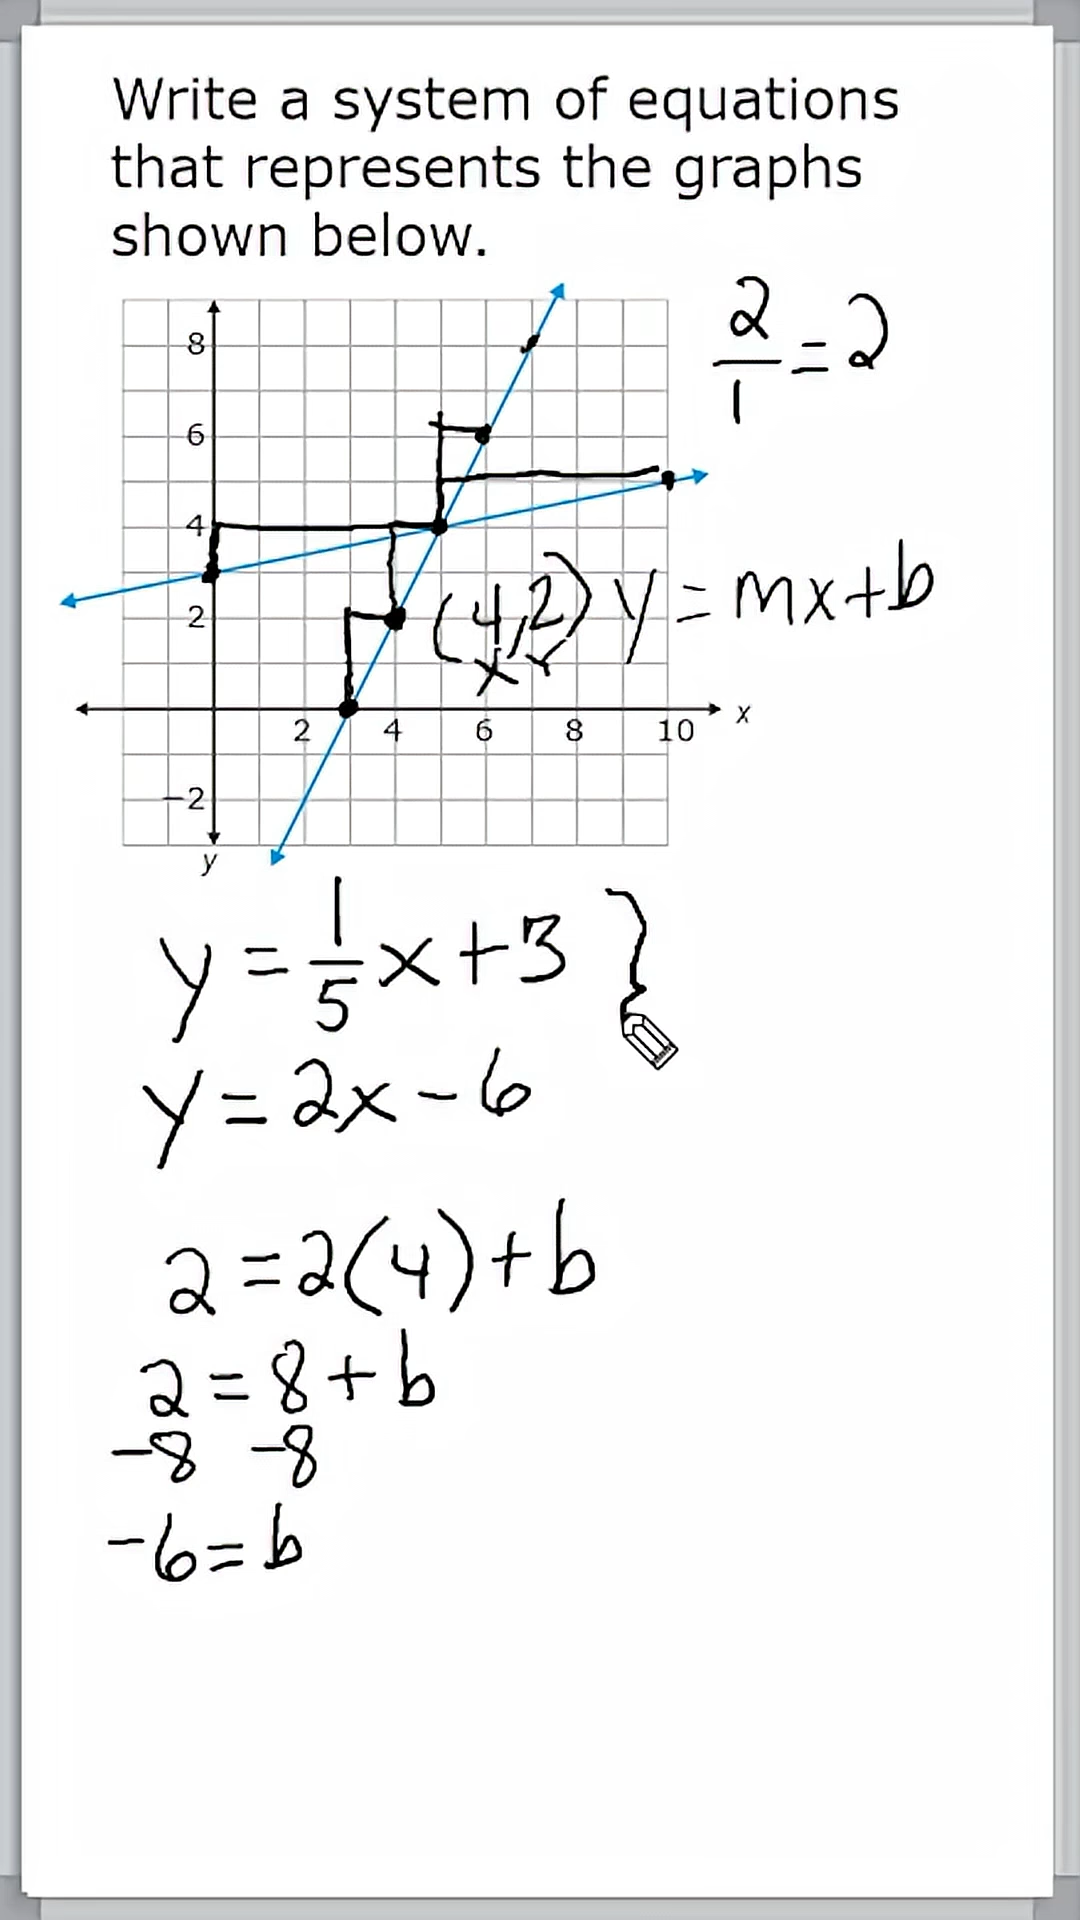 Write a system of equations
that represents the graphs
shown below.
2/1 = 2
8
6
4
2
-2
2 4 6 8 10 x
y
(4,2) y = mx+b
x y
y = 1/5 x + 3 }
y = 2x - 6
2 = 2(4) + b
2 = 8 + b
-8 -8
-6 = b